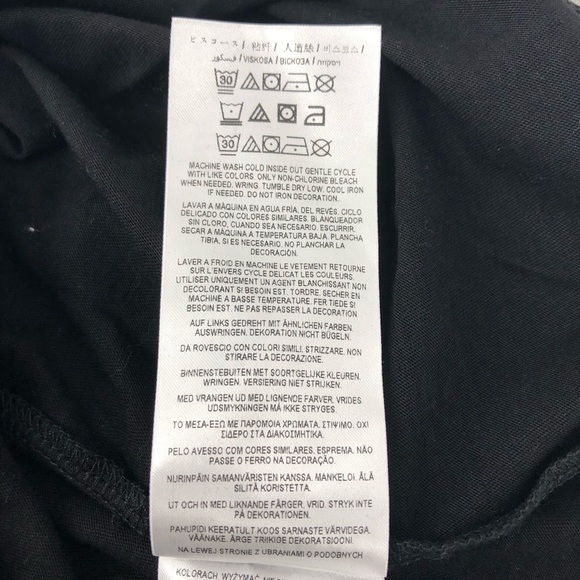 ビスコース / 粘料 / 人造絲 / 비스코스 /
فسكوز / VISKOSA / ВІСКОЗА / ויסקוזה
30
30
MACHINE WASH COLD INSIDE OUT GENTLE CYCLE
WITH LIKE COLORS. ONLY NON-CHLORINE BLEACH
WHEN NEEDED. WRING. TUMBLE DRY LOW. COOL IRON
IF NEEDED. DO NOT IRON DECORATION.
LAVAR A MÁQUINA EN AGUA FRÍA, DEL REVÉS, CICLO
DELICADO CON COLORES SIMILARES. BLANQUEADOR
SIN CLORO, CUANDO SEA NECESARIO. ESCURRIR.
SECAR A MÁQUINA A TEMPERATURA BAJA. PLANCHA
TIBIA, SI ES NECESARIO. NO PLANCHAR LA
DECORACIÓN.
LAVER A FROID EN MACHINE LE VETEMENT RETOURNE
SUR L'ENVERS CYCLE DELICAT LES COULEURS.
UTILISER UNIQUEMENT UN AGENT BLANCHISSANT NON
DECOLORANT SI BESOIN EST. TORDRE. SECHER EN
MACHINE A BASSE TEMPERATURE. FER TIEDE SI
BESOIN EST. NE PAS REPASSER LA DECORATION
AUF LINKS GEDREHT MIT ÄHNLICHEN FARBEN.
AUSWRINGEN. DEKORATION NICHT BÜGELN.
DA ROVESCIO CON COLORI SIMILI. STRIZZARE. NON
STIRARE LA DECORAZIONE.
BINNENSTEBUITEN MET SOORTGELIJKE KLEUREN.
WRINGEN. VERSIERING NIET STRIJKEN.
MED VRANGEN UD MED LIGNENDE FARVER. VRIDES.
UDSMYKNINGEN MÅ IKKE STRYGES.
ΤΟ ΜΕΣΑ-ΕΞΩ ΜΕ ΠΑΡΟΜΟΙΑ ΧΡΩΜΑΤΑ. ΣΤΙΨΙΜΟ. ΟΧΙ
ΣΙΔΕΡΟ ΣΤΑ ΔΙΑΚΟΣΜΗΤΙΚΑ.
PELO AVESSO COM CORES SIMILARES. ESPREMA. NÃO
PASSE O FERRO NA DECORAÇÃO.
NURINPÄIN SAMANVÄRISTEN KANSSA. MANKELOI. ÄLÄ
SILITÄ KORISTETTA.
UT OCH IN MED LIKNANDE FÄRGER. VRID. STRYK INTE
PÅ DEKORATIONEN.
PAHUPIDI KEERATULT KOOS SARNASTE VÄRVIDEGA.
VÄÄNAKE. ÄRGE TRIIKIGE DEKORATSIOONI.
NA LEWEJ STRONIE Z UBRANIAMI O PODOBNYCH
KOLORACH. WYŻYMAĆ. NIE